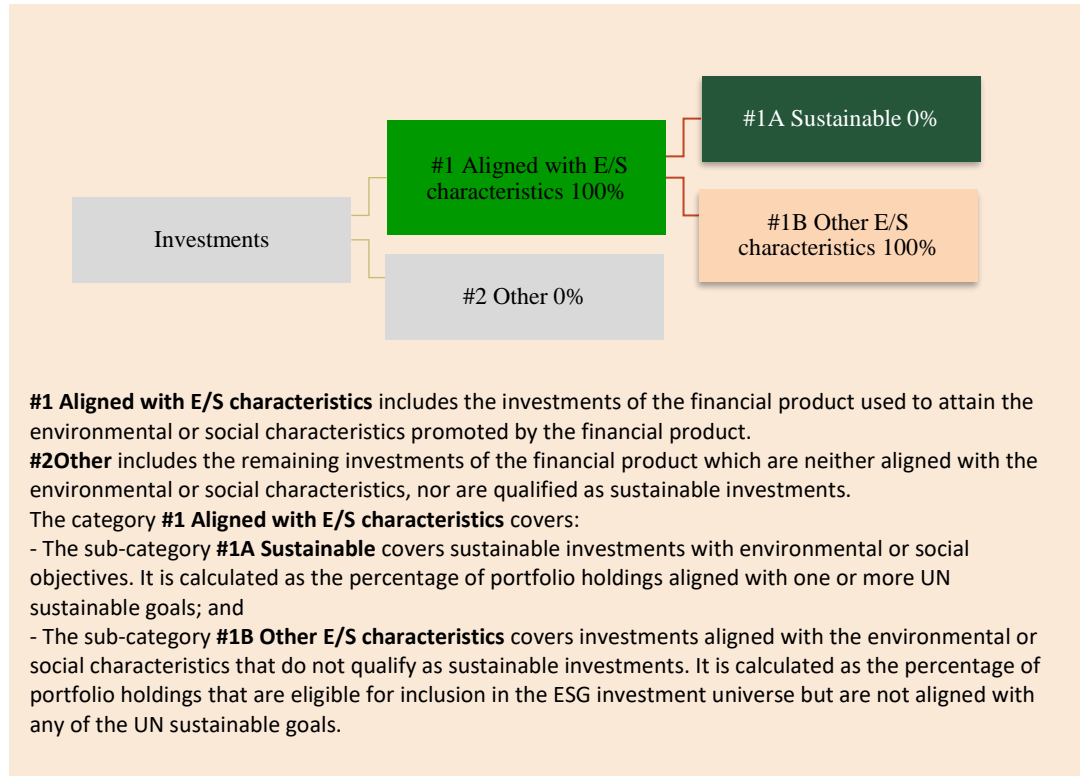 #1A Sustainable 0%
#1 Aligned with E/S
characteristics 100%
#1B Other E/S
characteristics 100%
Investments
#2 Other 0%
#1 Aligned with E/S characteristics includes the investments of the financial product used to attain the
environmental or social characteristics promoted by the financial product.
#2Other includes the remaining investments of the financial product which are neither aligned with the
environmental or social characteristics, nor are qualified as sustainable investments.
The category #1 Aligned with E/S characteristics covers:
- The sub-category #1A Sustainable covers sustainable investments with environmental or social
objectives. It is calculated as the percentage of portfolio holdings aligned with one or more UN
sustainable goals; and
- The sub-category #1B Other E/S characteristics covers investments aligned with the environmental or
social characteristics that do not qualify as sustainable investments. It is calculated as the percentage of
portfolio holdings that are eligible for inclusion in the ESG investment universe but are not aligned with
any of the UN sustainable goals.